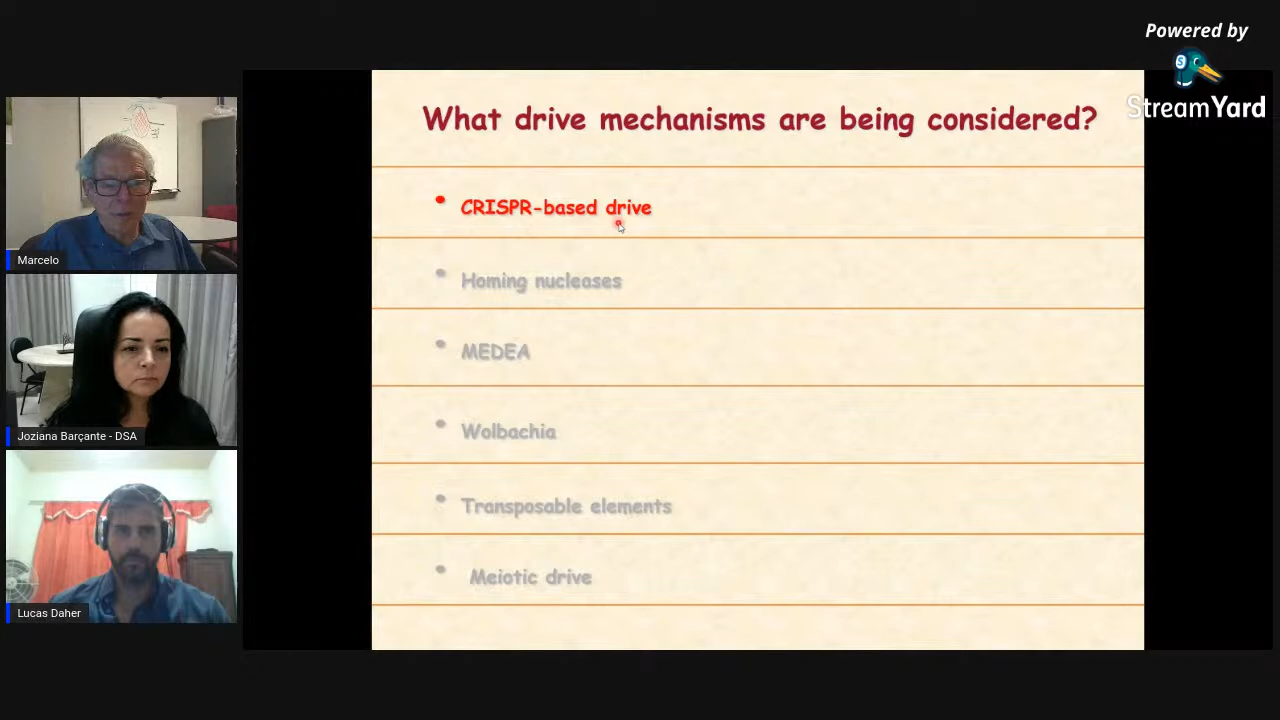 Powered by
StreamYard
What drive mechanisms are being considered?
• CRISPR-based drive
• Homing nucleases
• MEDEA
• Wolbachia
• Transposable elements
• Meiotic drive
Marcelo
Joziana Barçante - DSA
Lucas Daher